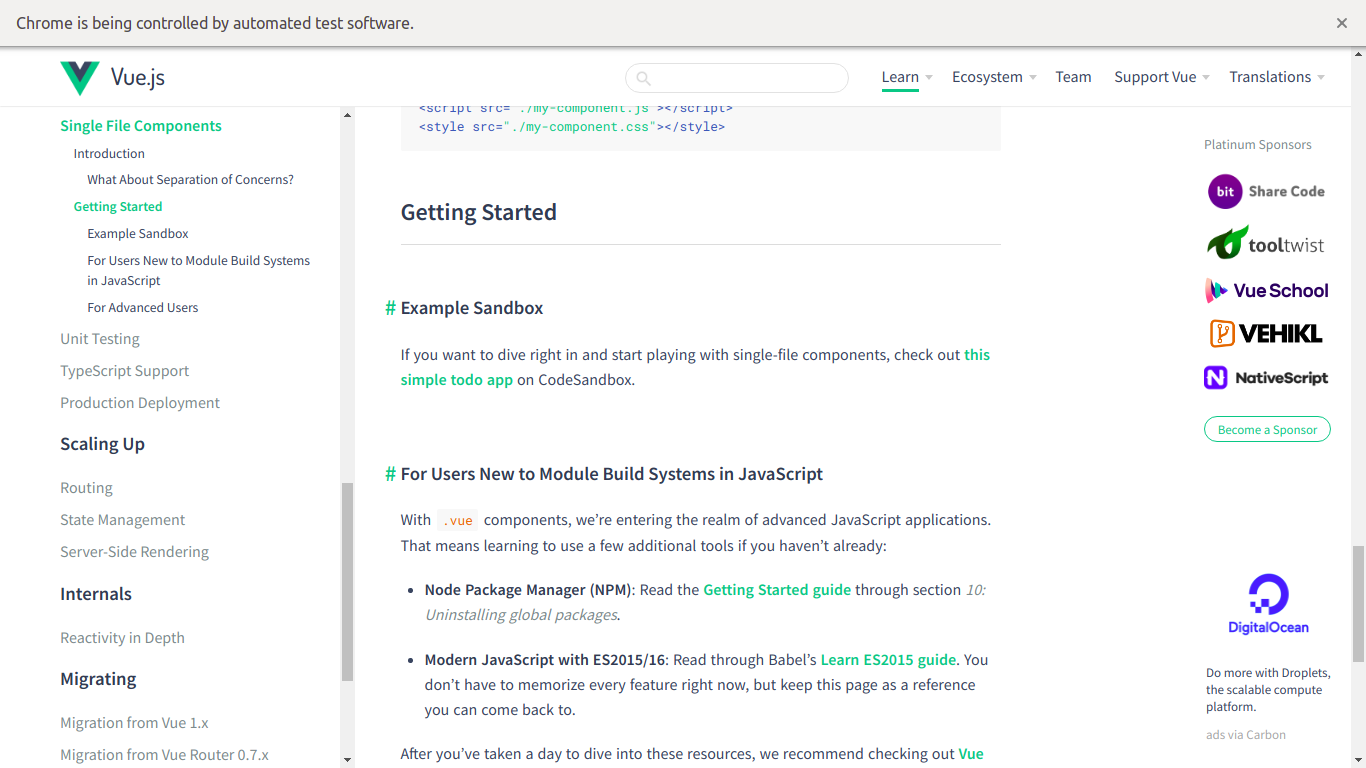 Chrome is being controlled by automated test software.
Vue.js
Learn
Ecosystem
Team
Support Vue
Translations
Single File Components
Introduction
What About Separation of Concerns?
Getting Started
Example Sandbox
For Users New to Module Build Systems
in JavaScript
For Advanced Users
Unit Testing
TypeScript Support
Production Deployment
Scaling Up
Routing
State Management
Server-Side Rendering
Internals
Reactivity in Depth
Migrating
Migration from Vue 1.x
Migration from Vue Router 0.7.x
<script src="./my-component.js"></script>
<style src="./my-component.css"></style>
Getting Started
# Example Sandbox
If you want to dive right in and start playing with single-file components, check out this
simple todo app on CodeSandbox.
# For Users New to Module Build Systems in JavaScript
With .vue components, we’re entering the realm of advanced JavaScript applications.
That means learning to use a few additional tools if you haven’t already:
• Node Package Manager (NPM): Read the Getting Started guide through section 10:
Uninstalling global packages.
• Modern JavaScript with ES2015/16: Read through Babel’s Learn ES2015 guide. You
don’t have to memorize every feature right now, but keep this page as a reference
you can come back to.
After you’ve taken a day to dive into these resources, we recommend checking out Vue
Platinum Sponsors
bit Share Code
tooltwist
Vue School
VEHIKL
NativeScript
Become a Sponsor
DigitalOcean
Do more with Droplets,
the scalable compute
platform.
ads via Carbon